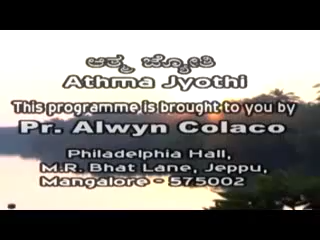 ಆತ್ಮ ಜ್ಯೋತಿ
Athma Jyothi
This programme is brought to you by
Pr. Alwyn Colaco
Philadelphia Hall,
M.R. Bhat Lane, Jeppu,
Mangalore - 575002